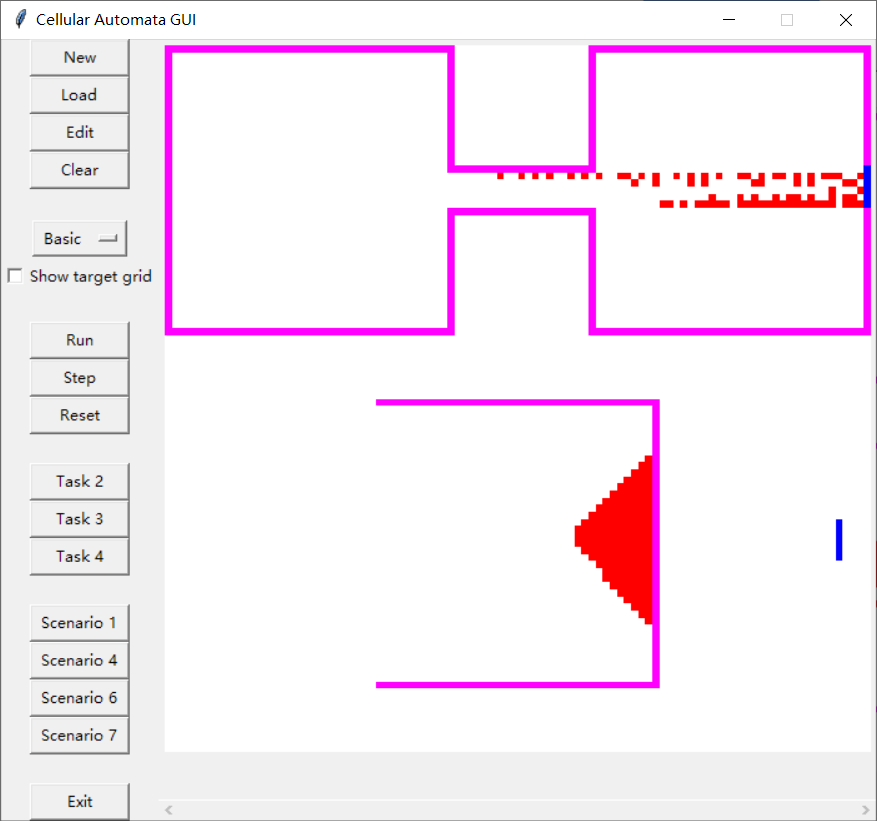 Cellular Automata GUI
New
Load
Edit
Clear
Basic
Show target grid
Run
Step
Reset
Task 2
Task 3
Task 4
Scenario 1
Scenario 4
Scenario 6
Scenario 7
Exit